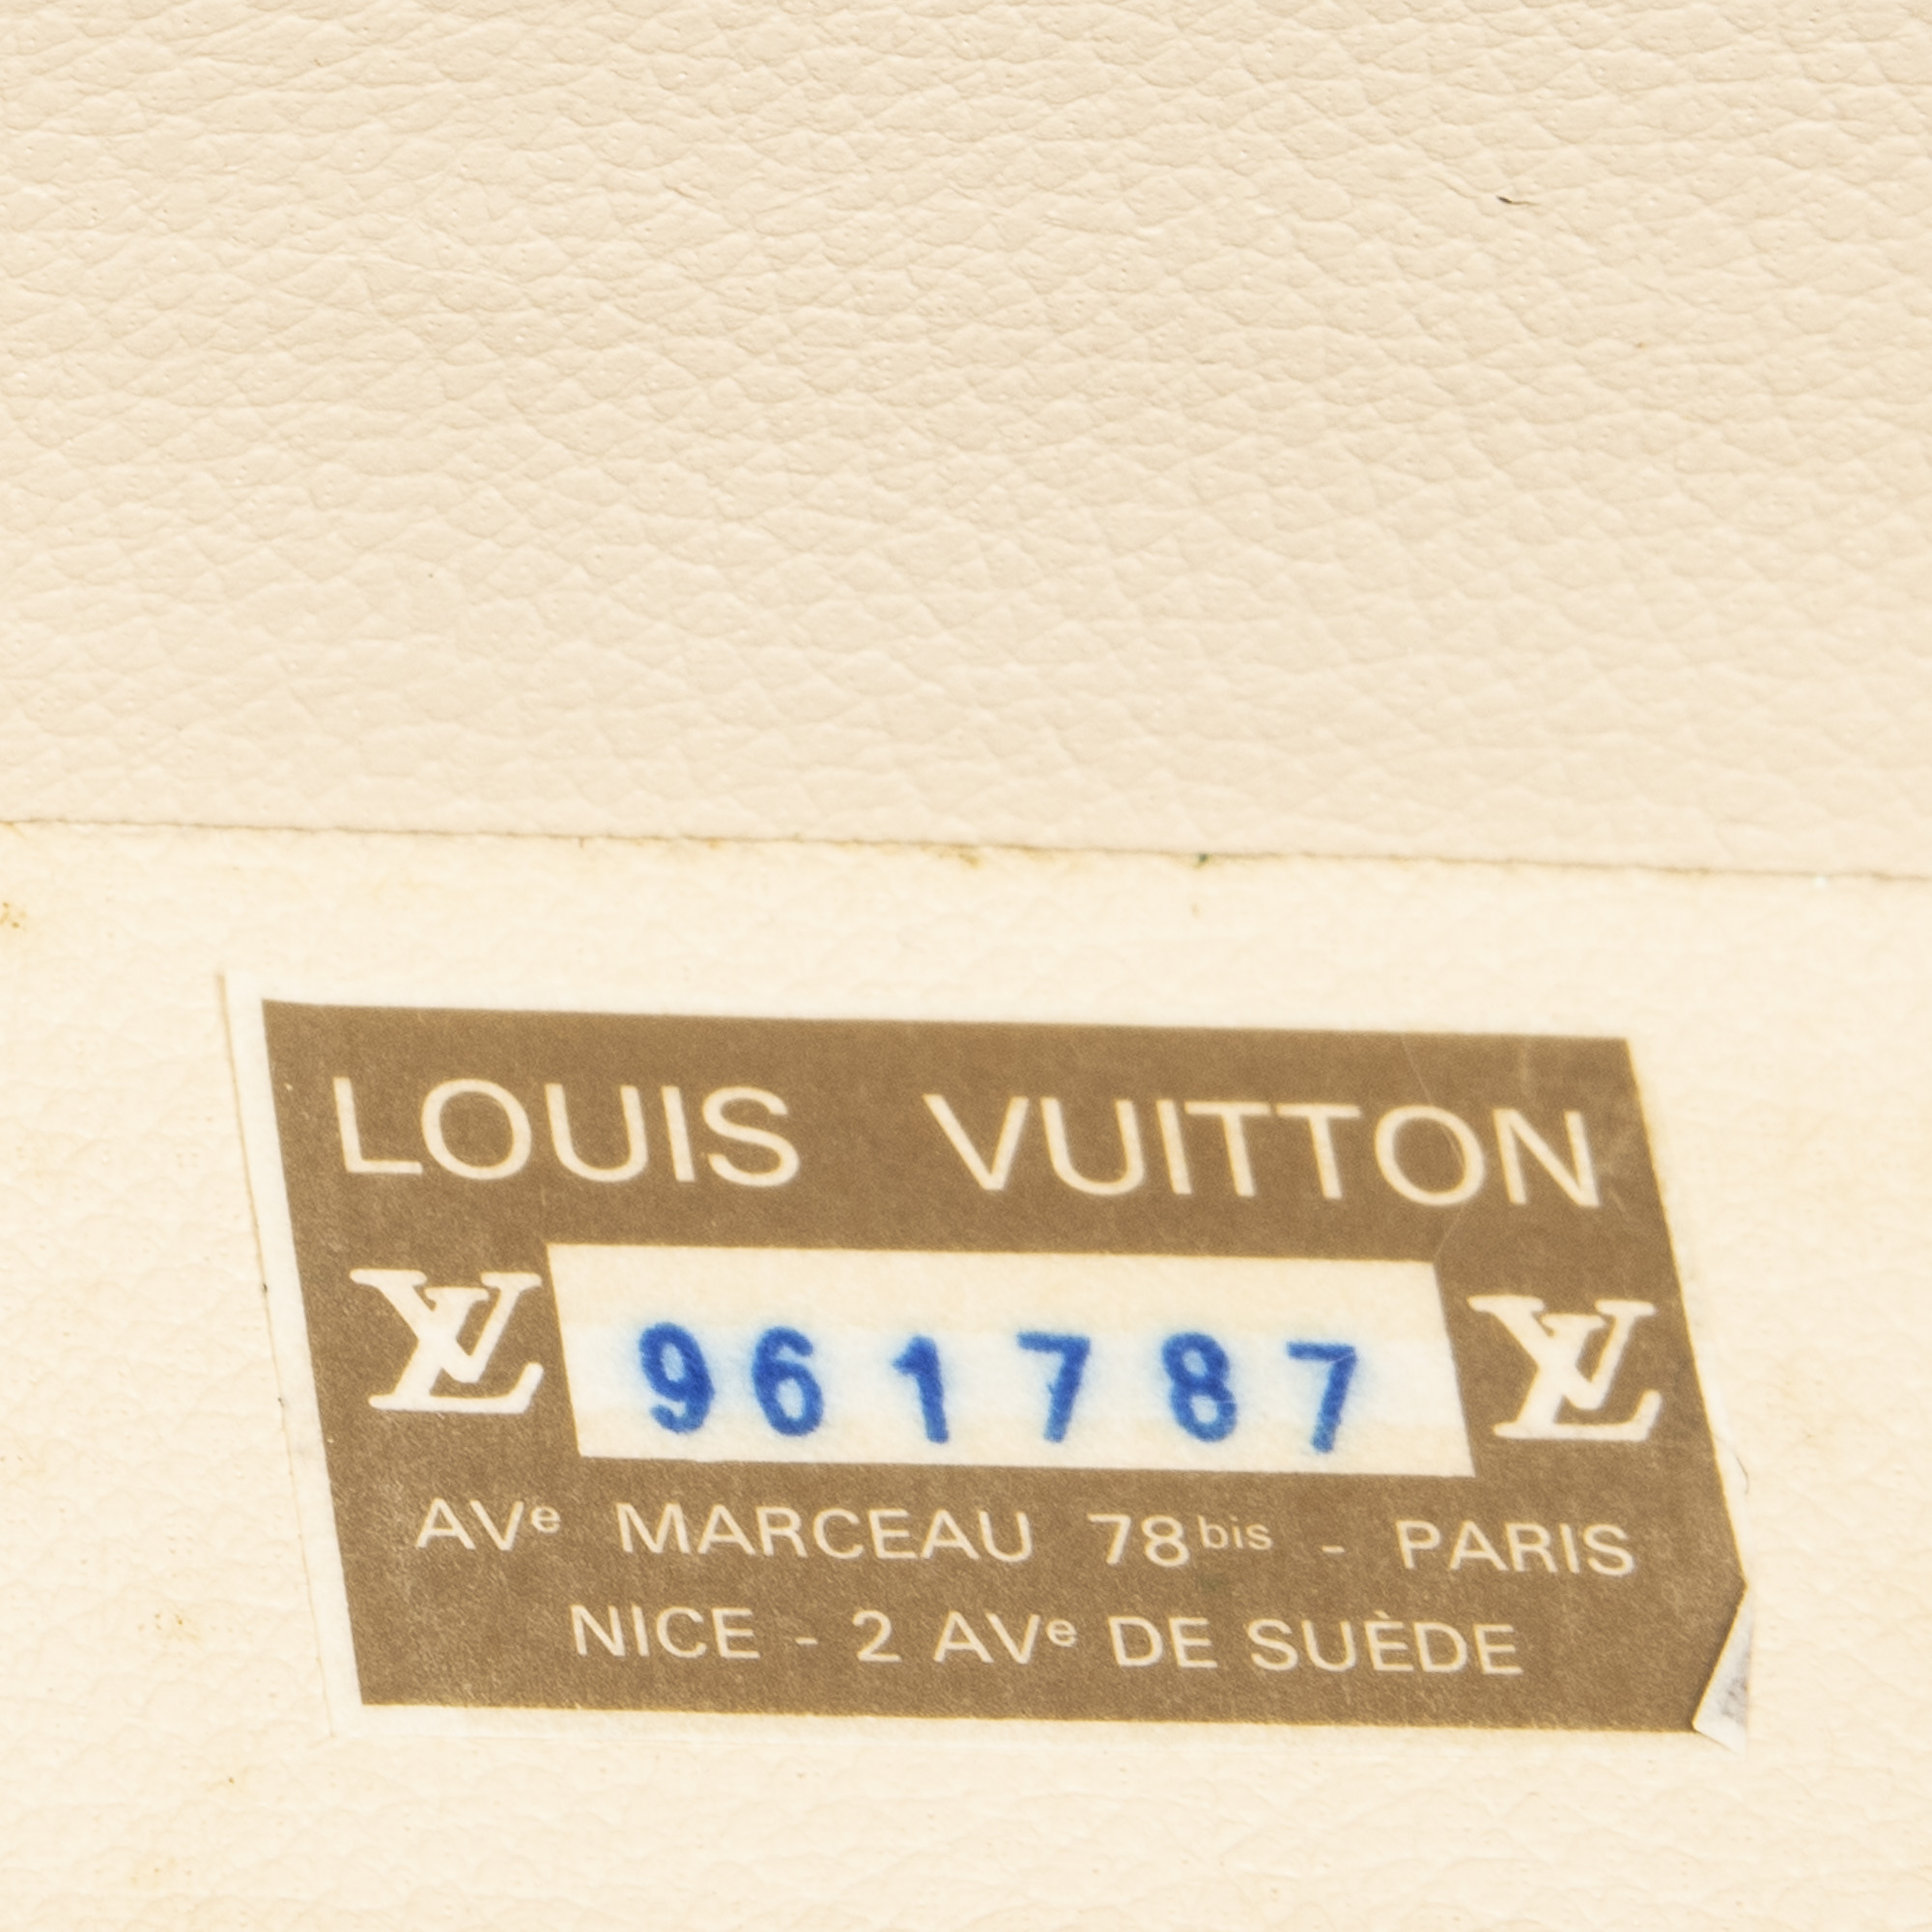 LOUIS VUITTON
LV 961787 LV
AVe MARCEAU 78bis - PARIS
NICE - 2 AVe DE SUÈDE